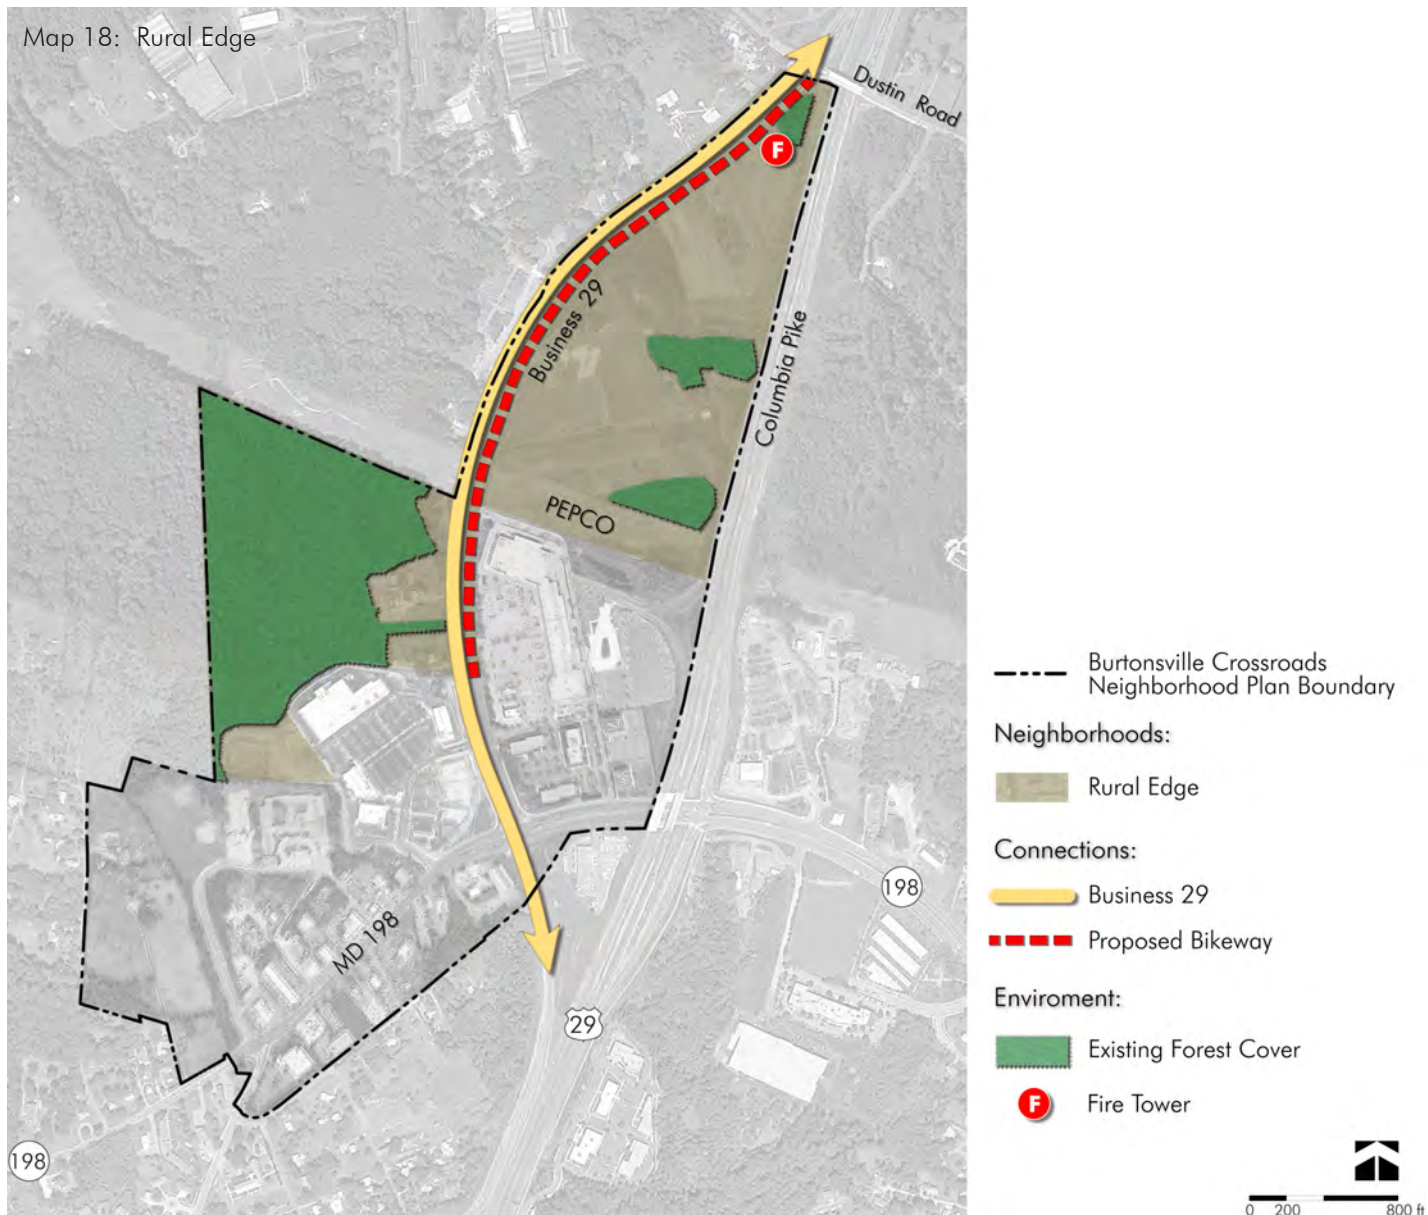 Map 18: Rural Edge
Dustin Road
F
Business 29
Columbia Pike
PEPCO
MD 198
198
29
198
Burtonsville Crossroads
Neighborhood Plan Boundary
Neighborhoods:
Rural Edge
Connections:
Business 29
Proposed Bikeway
Enviroment:
Existing Forest Cover
F
Fire Tower
0 200 800 ft